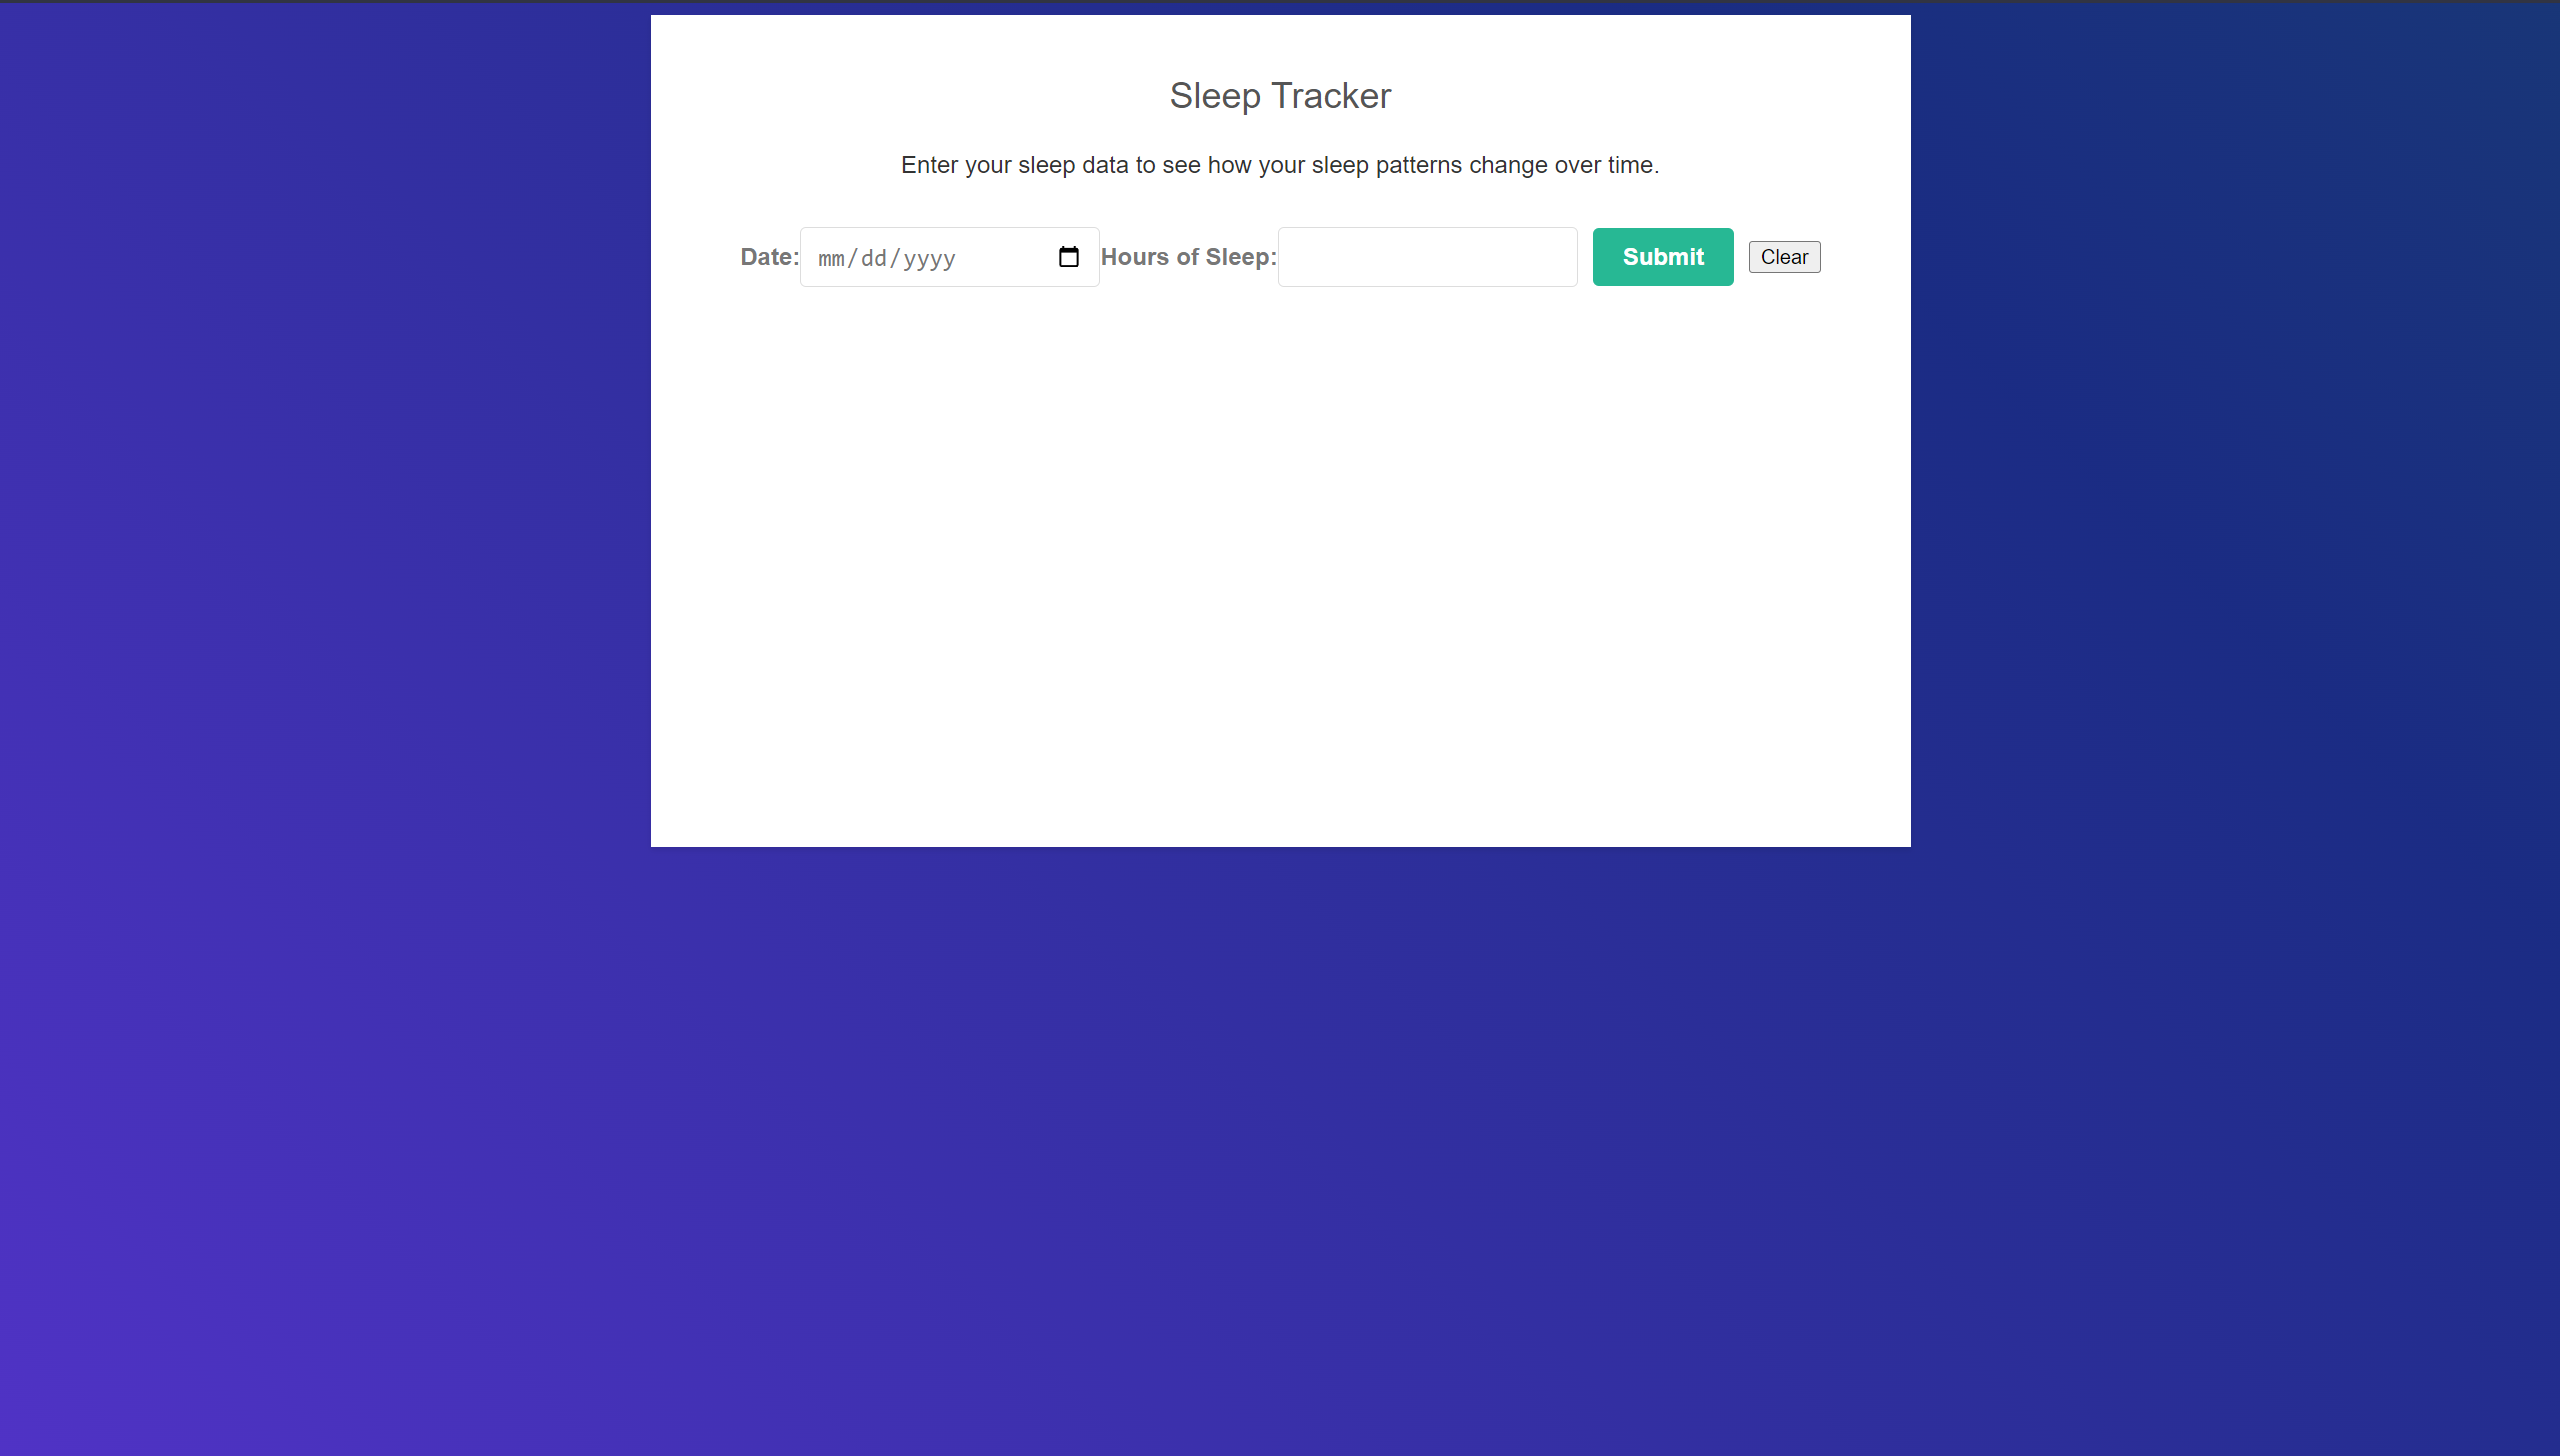 Sleep Tracker
Enter your sleep data to see how your sleep patterns change over time.
Date: mm/dd/yyyy Hours of Sleep: Submit Clear